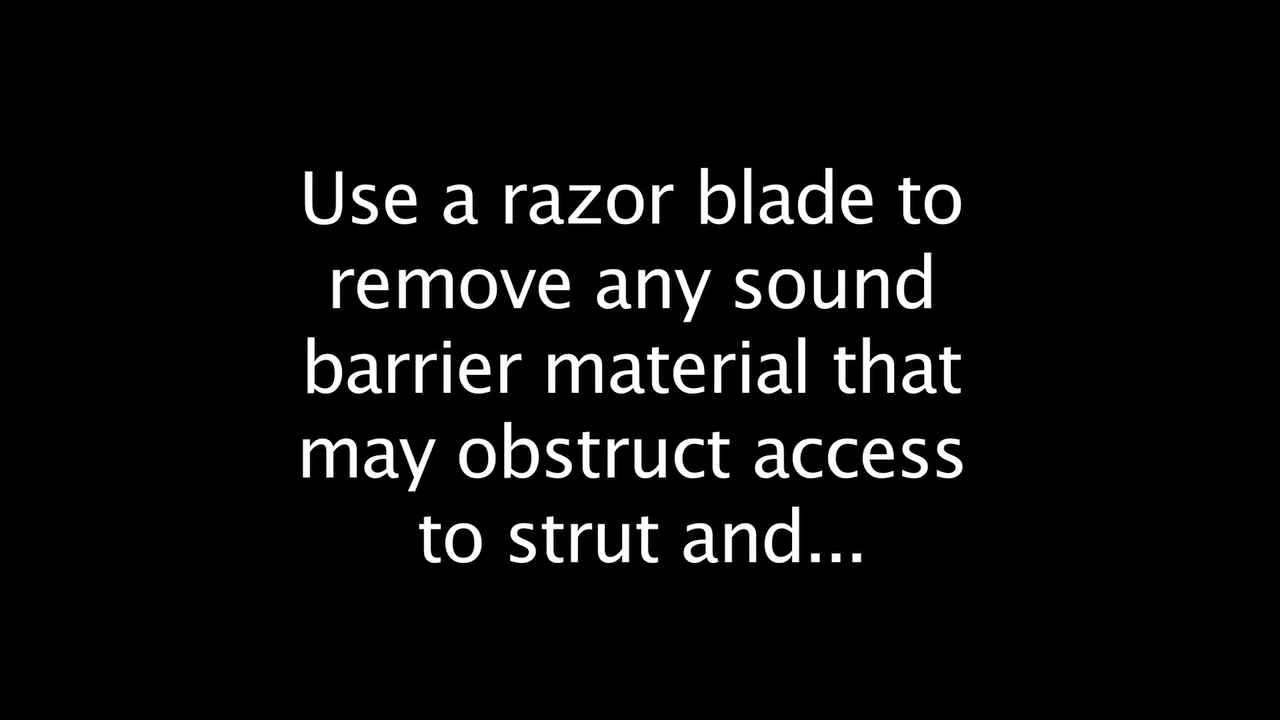 Use a razor blade to
remove any sound
barrier material that
may obstruct access
to strut and...